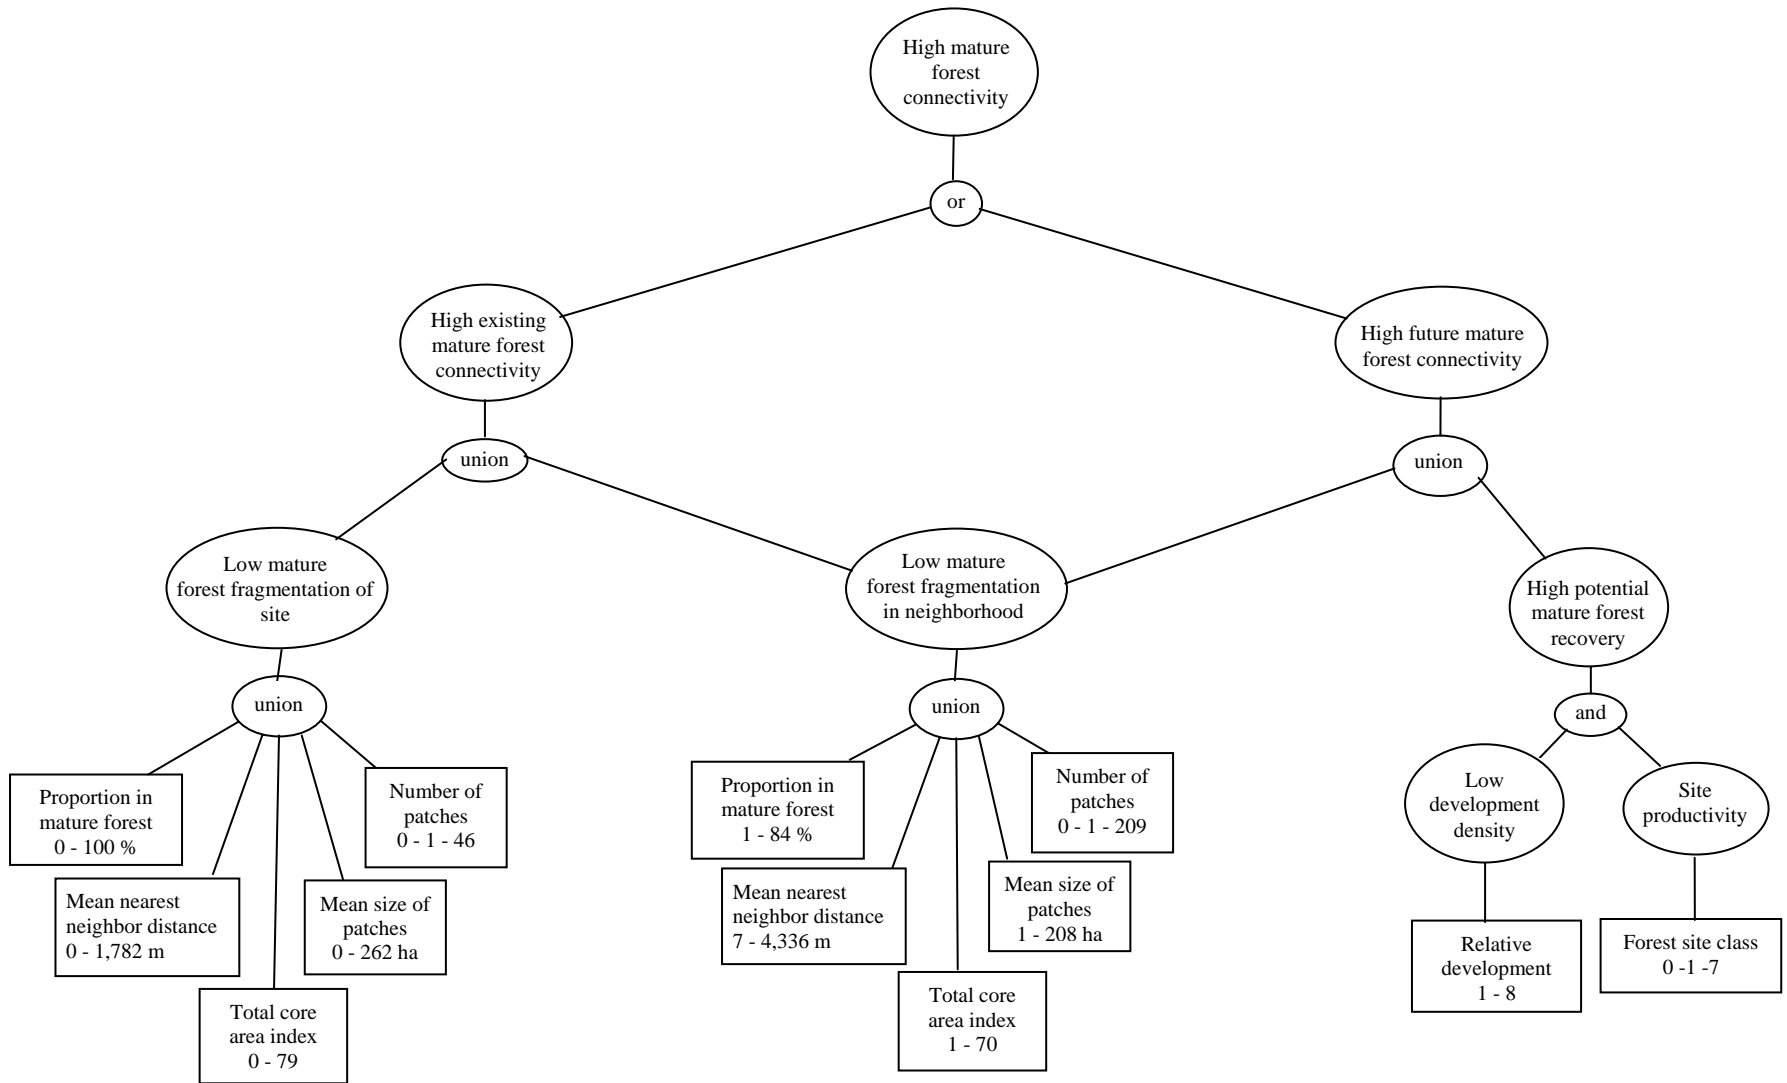 High mature
forest
connectivity
or
High existing
mature forest
connectivity
High future mature
forest connectivity
union
union
Low mature
forest fragmentation of
site
Low mature
forest fragmentation
in neighborhood
High potential
mature forest
recovery
union
union
and
Proportion in
mature forest
0 - 100 %
Number of
patches
0 - 1 - 46
Mean nearest
neighbor distance
0 - 1,782 m
Mean size of
patches
0 - 262 ha
Total core
area index
0 - 79
Proportion in
mature forest
1 - 84 %
Number of
patches
0 - 1 - 209
Mean nearest
neighbor distance
7 - 4,336 m
Mean size of
patches
1 - 208 ha
Total core
area index
1 - 70
Low
development
density
Site
productivity
Relative
development
1 - 8
Forest site class
0 -1 -7